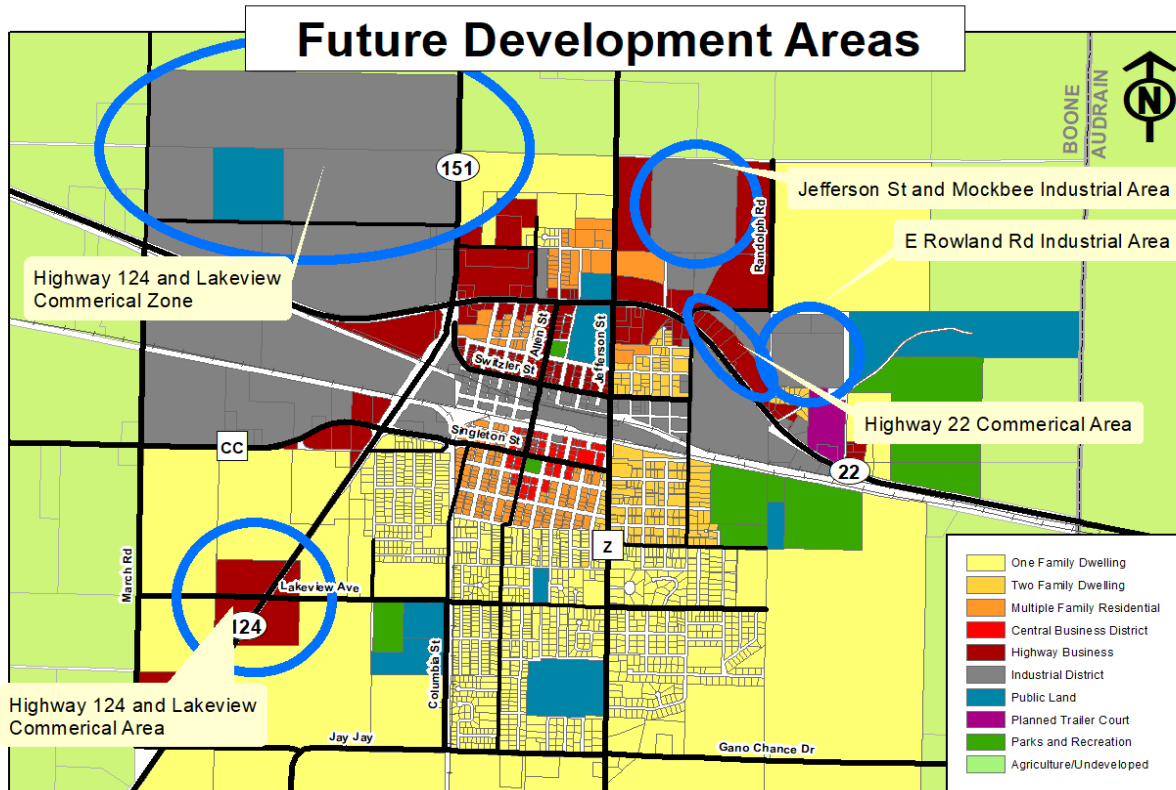 Future Development Areas
N
BOONE
AUDRAIN
151
Jefferson St and Mockbee Industrial Area
Randolph Rd
E Rowland Rd Industrial Area
Highway 124 and Lakeview
Commerical Zone
Allen St
Jefferson St
Switzler St
Highway 22 Commerical Area
Singleton St
CC
22
Z
March Rd
Lakeview Ave
124
Columbia St
Highway 124 and Lakeview
Commerical Area
Jay Jay
Gano Chance Dr
One Family Dwelling
Two Family Dwelling
Multiple Family Residential
Central Business District
Highway Business
Industrial District
Public Land
Planned Trailer Court
Parks and Recreation
Agriculture/Undeveloped